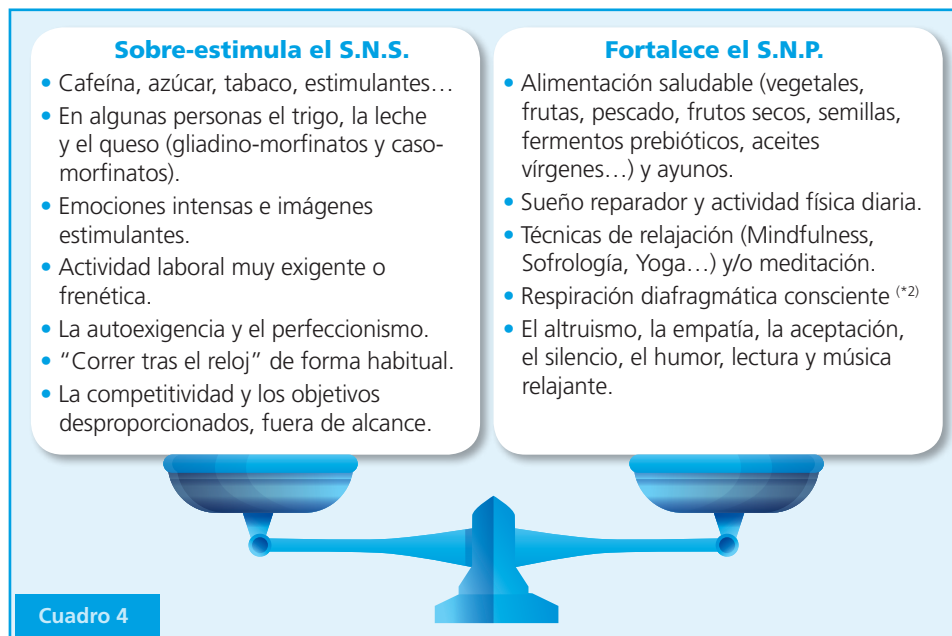 Sobre-estimula el S.N.S.
• Cafeína, azúcar, tabaco, estimulantes…
• En algunas personas el trigo, la leche
y el queso (gliadino-morfinatos y caso-
morfinatos).
• Emociones intensas e imágenes
estimulantes.
• Actividad laboral muy exigente o
frenética.
• La autoexigencia y el perfeccionismo.
• “Correr tras el reloj” de forma habitual.
• La competitividad y los objetivos
desproporcionados, fuera de alcance.
Fortalece el S.N.P.
• Alimentación saludable (vegetales,
frutas, pescado, frutos secos, semillas,
fermentos prebióticos, aceites
vírgenes…) y ayunos.
• Sueño reparador y actividad física diaria.
• Técnicas de relajación (Mindfulness,
Sofrología, Yoga…) y/o meditación.
• Respiración diafragmática consciente (*2)
• El altruismo, la empatía, la aceptación,
el silencio, el humor, lectura y música
relajante.
Cuadro 4